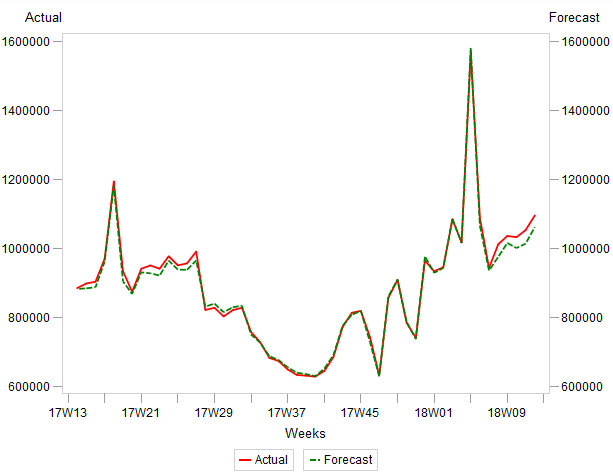 Actual Forecast
1600000 1600000
1400000 1400000
1200000 1200000
1000000 1000000
800000 800000
600000 600000
17W13 17W21 17W29 17W37 17W45 18W01 18W09
Weeks
Actual Forecast